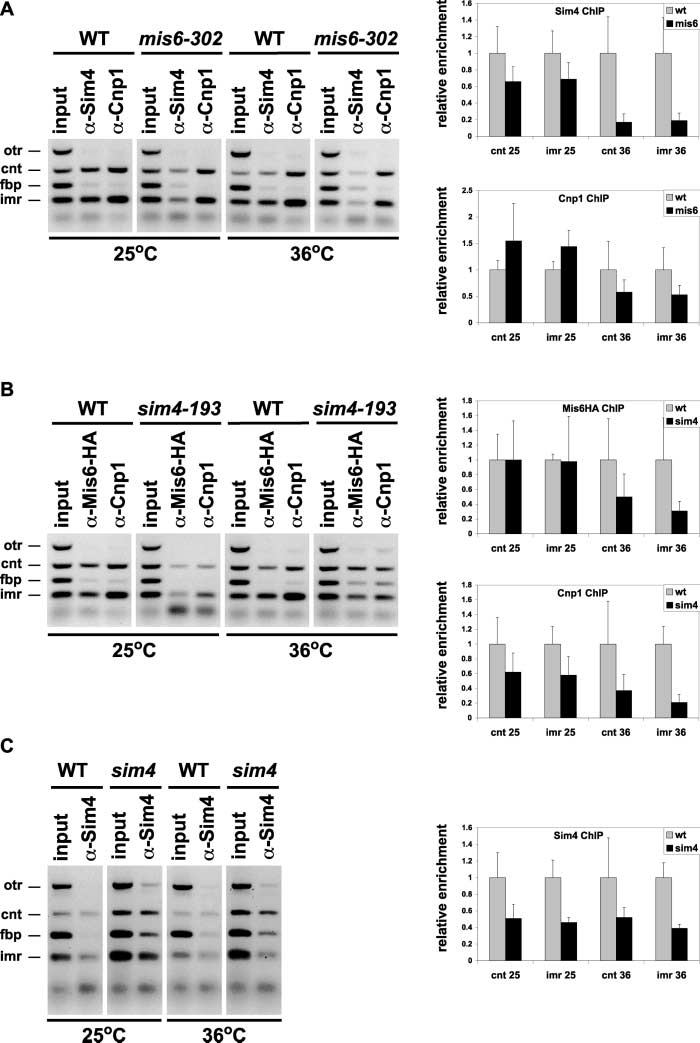 A
WT mis6-302 WT mis6-302
input α-Sim4 α-Cnp1 input α-Sim4 α-Cnp1 input α-Sim4 α-Cnp1 input α-Sim4 α-Cnp1
otr
cnt
fbp
imr
25°C 36°C
Sim4 ChIP
wt
mis6
relative enrichment
1.6
1.4
1.2
1
0.8
0.6
0.4
0.2
0
cnt 25 imr 25 cnt 36 imr 36
Cnp1 ChIP
wt
mis6
relative enrichment
2.5
2
1.5
1
0.5
0
cnt 25 imr 25 cnt 36 imr 36
B
WT sim4-193 WT sim4-193
input α-Mis6-HA α-Cnp1 input α-Mis6-HA α-Cnp1 input α-Mis6-HA α-Cnp1 input α-Mis6-HA α-Cnp1
otr
cnt
fbp
imr
25°C 36°C
Mis6HA ChIP
wt
sim4
relative enrichment
1.8
1.6
1.4
1.2
1
0.8
0.6
0.4
0.2
0
cnt 25 imr 25 cnt 36 imr 36
Cnp1 ChIP
wt
sim4
relative enrichment
1.8
1.6
1.4
1.2
1
0.8
0.6
0.4
0.2
0
cnt 25 imr 25 cnt 36 imr 36
C
WT sim4 WT sim4
input α-Sim4 input α-Sim4 input α-Sim4 input α-Sim4
otr
cnt
fbp
imr
25°C 36°C
Sim4 ChIP
wt
sim4
relative enrichment
1.6
1.4
1.2
1
0.8
0.6
0.4
0.2
0
cnt 25 imr 25 cnt 36 imr 36